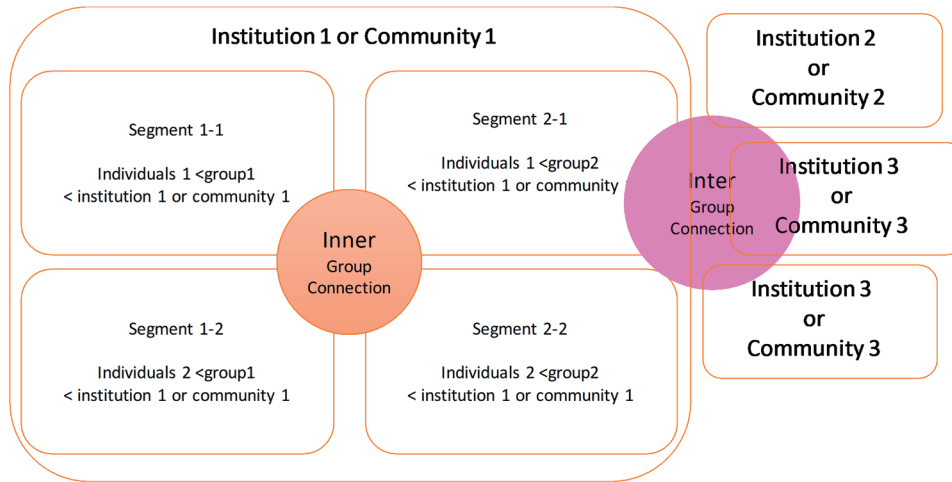 Institution 1 or Community 1
Segment 1-1
Individuals 1 <group1
< institution 1 or community 1
Segment 2-1
Individuals 1 <group2
< institution 1 or community
Inner
Group
Connection
Segment 1-2
Individuals 2 <group1
< institution 1 or community 1
Segment 2-2
Individuals 2 <group2
< institution 1 or community 1
Inter
Group
Connection
Institution 2
or
Community 2
Institution 3
or
Community 3
Institution 3
or
Community 3